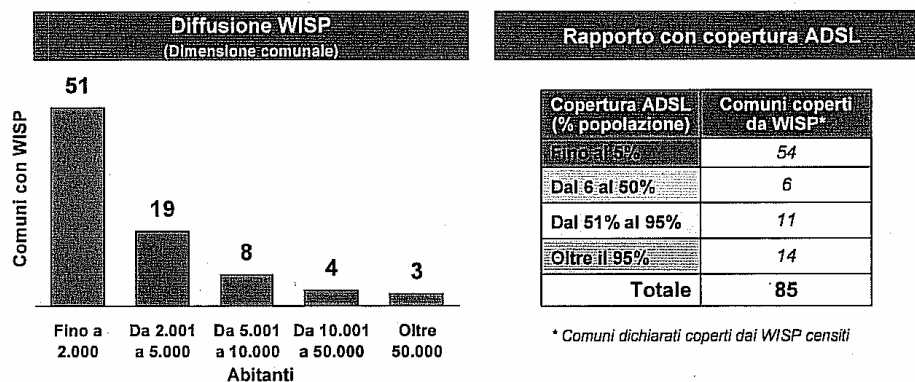 Diffusione WISP
(Dimensione comunale)
51
19
8
4
3
Comuni con WISP
Fino a 2.000
Da 2.001 a 5.000
Da 5.001 a 10.000
Da 10.001 a 50.000
Oltre 50.000
Abitanti
Rapporto con copertura ADSL
Copertura ADSL (% popolazione)
Comuni coperti da WISP*
Fino al 5%
54
Dal 6 al 50%
6
Dal 51% al 95%
11
Oltre il 95%
14
Totale
85
* Comuni dichiarati coperti dai WISP censiti